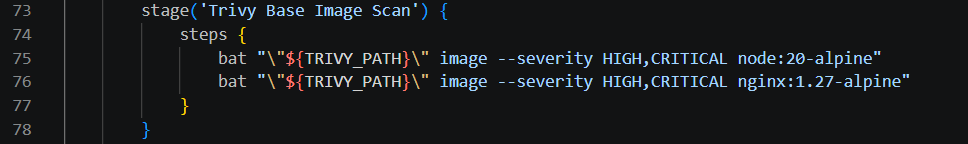 73 stage('Trivy Base Image Scan') {
74 steps {
75 bat "\"${TRIVY_PATH}\" image --severity HIGH,CRITICAL node:20-alpine"
76 bat "\"${TRIVY_PATH}\" image --severity HIGH,CRITICAL nginx:1.27-alpine"
77 }
78 }